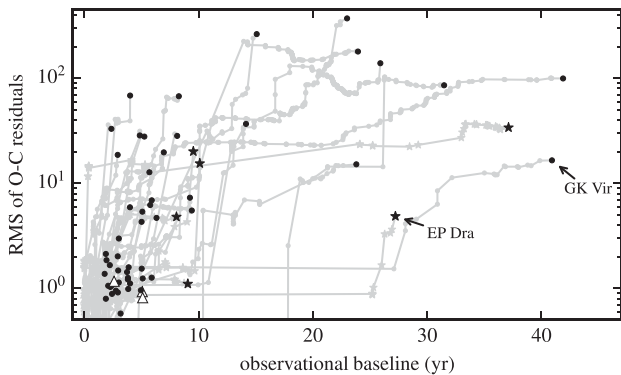 RMS of O-C residuals
10²
10¹
10⁰
GK Vir
EP Dra
0
10
20
30
40
observational baseline (yr)